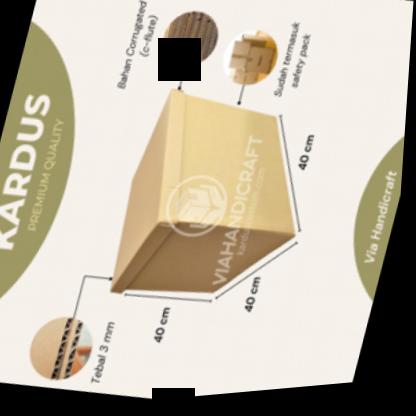 KARDUS
PREMIUM QUALITY
Bahan Corrugated
(c-flute)
Sudah termasuk
safety pack
40 cm
VIAHANDICRAFT
40 cm
40 cm
Tebal 3 mm
Via Handicraft